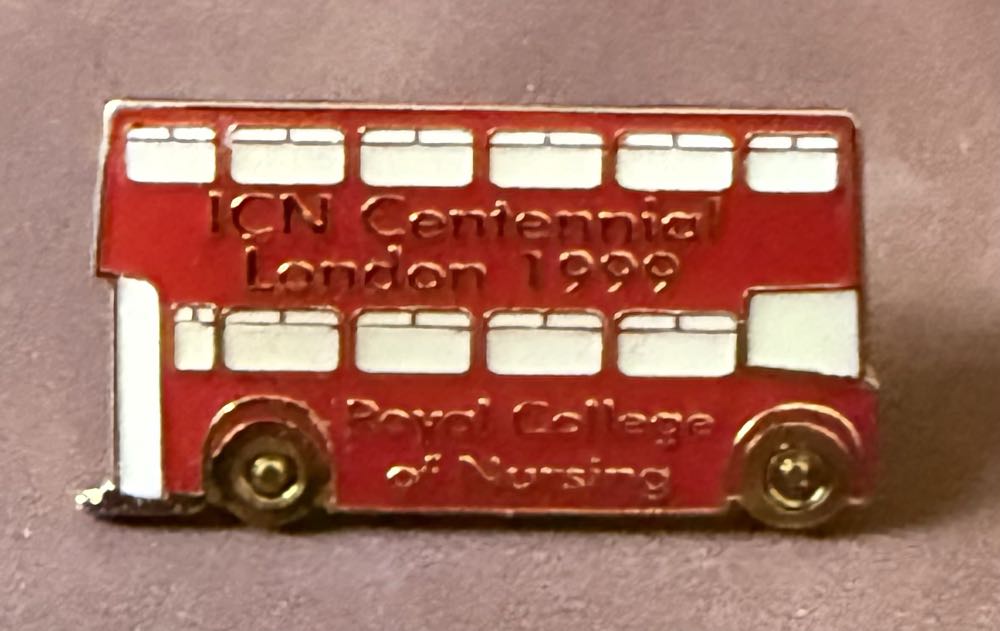 ICN Centennial
London 1999
Royal College
of Nursing